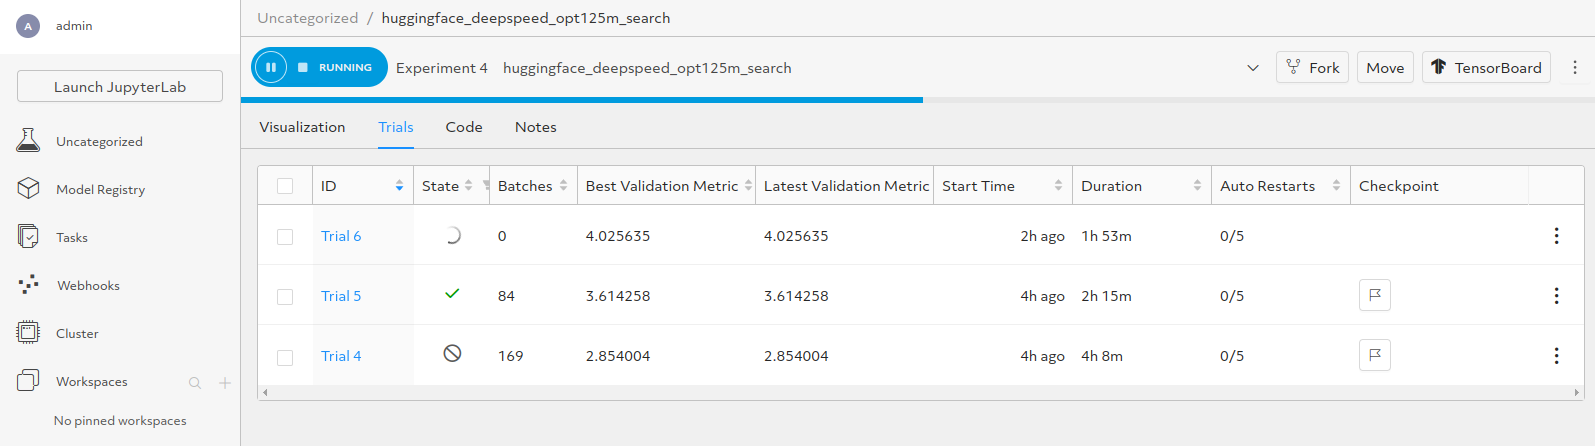 A admin
Launch JupyterLab
Uncategorized
Model Registry
Tasks
Webhooks
Cluster
Workspaces
No pinned workspaces
Uncategorized / huggingface_deepspeed_opt125m_search
RUNNING Experiment 4 huggingface_deepspeed_opt125m_search Fork Move TensorBoard
Visualization Trials Code Notes
ID State Batches Best Validation Metric Latest Validation Metric Start Time Duration Auto Restarts Checkpoint
Trial 6 0 4.025635 4.025635 2h ago 1h 53m 0/5
Trial 5 84 3.614258 3.614258 4h ago 2h 15m 0/5
Trial 4 169 2.854004 2.854004 4h ago 4h 8m 0/5